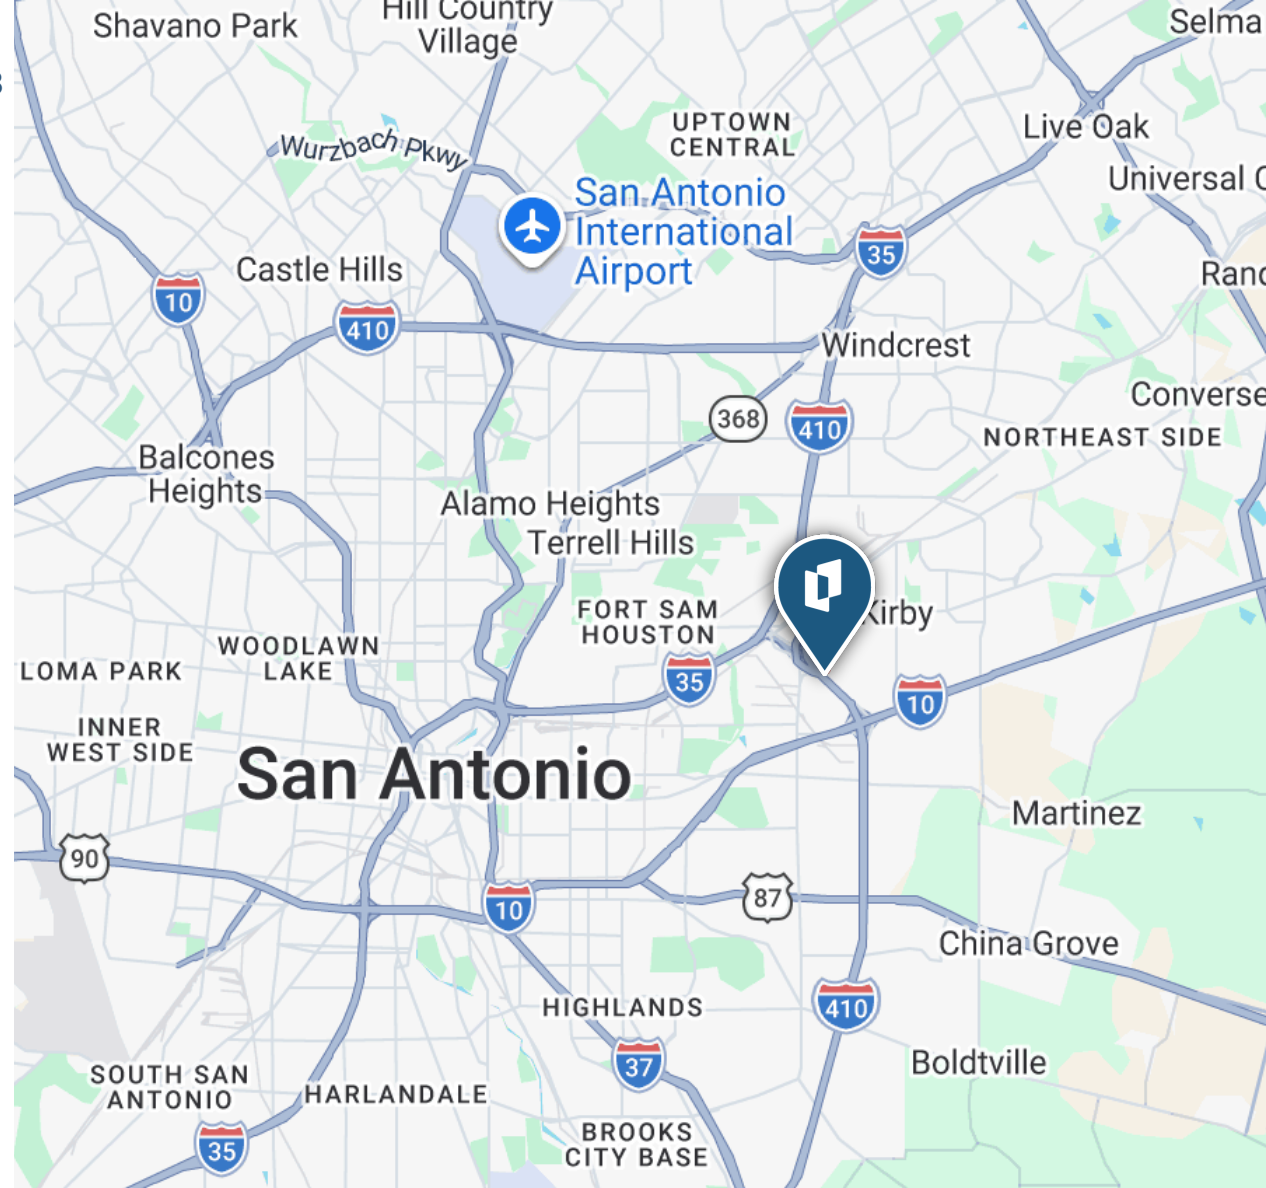 Hill Country
Village
Shavano Park
Selma
UPTOWN
CENTRAL
Live Oak
Wurzbach Pkwy
Universal C
San Antonio
International
Airport
35
Castle Hills
Ranc
10
410
Windcrest
Converse
368
410
NORTHEAST SIDE
Balcones
Heights
Alamo Heights
Terrell Hills
FORT SAM
HOUSTON
Kirby
WOODLAWN
LAKE
LOMA PARK
35
10
INNER
WEST SIDE
San Antonio
Martinez
90
87
10
China Grove
HIGHLANDS
410
37
Boldtville
SOUTH SAN
ANTONIO
HARLANDALE
35
BROOKS
CITY BASE